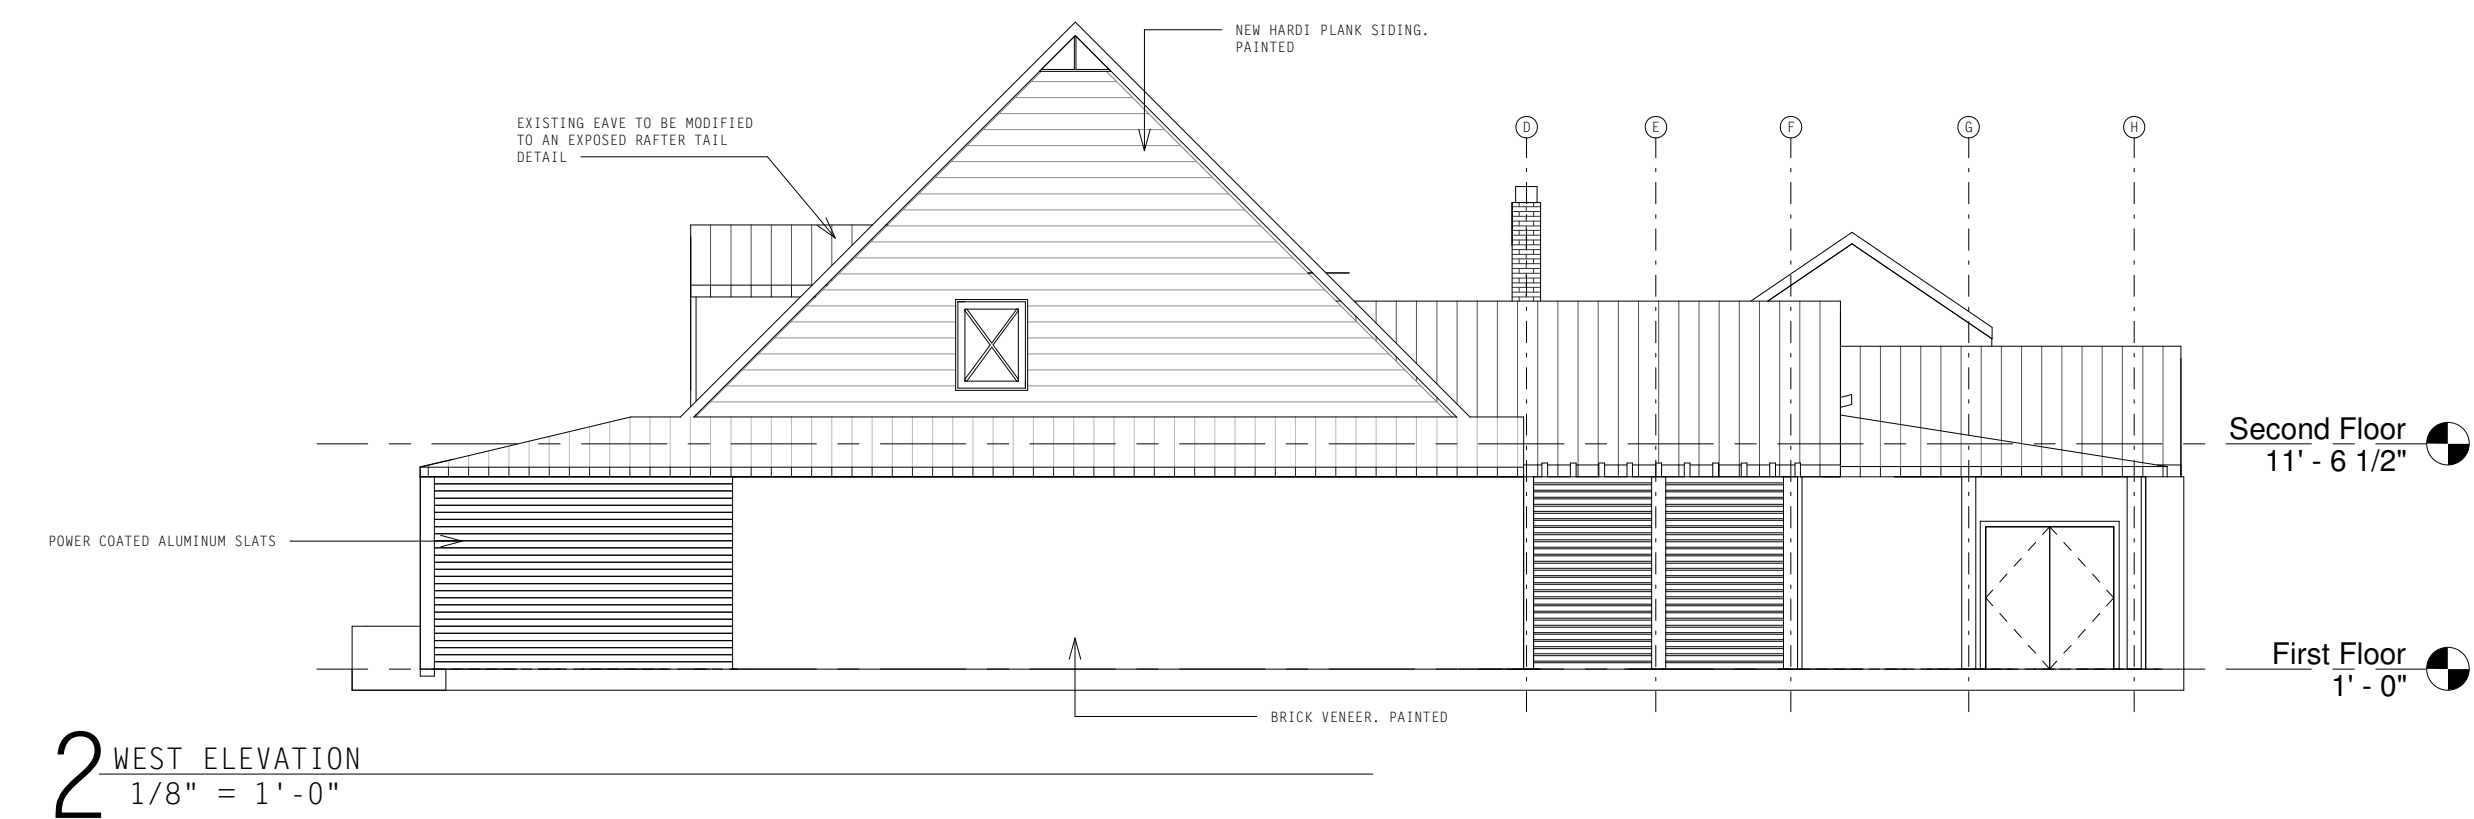 NEW HARDI PLANK SIDING.
PAINTED
EXISTING EAVE TO BE MODIFIED
TO AN EXPOSED RAFTER TAIL
DETAIL
D
E
F
G
H
Second Floor
11' - 6 1/2"
POWER COATED ALUMINUM SLATS
First Floor
1' - 0"
BRICK VENEER. PAINTED
2
WEST ELEVATION
1/8" = 1'-0"